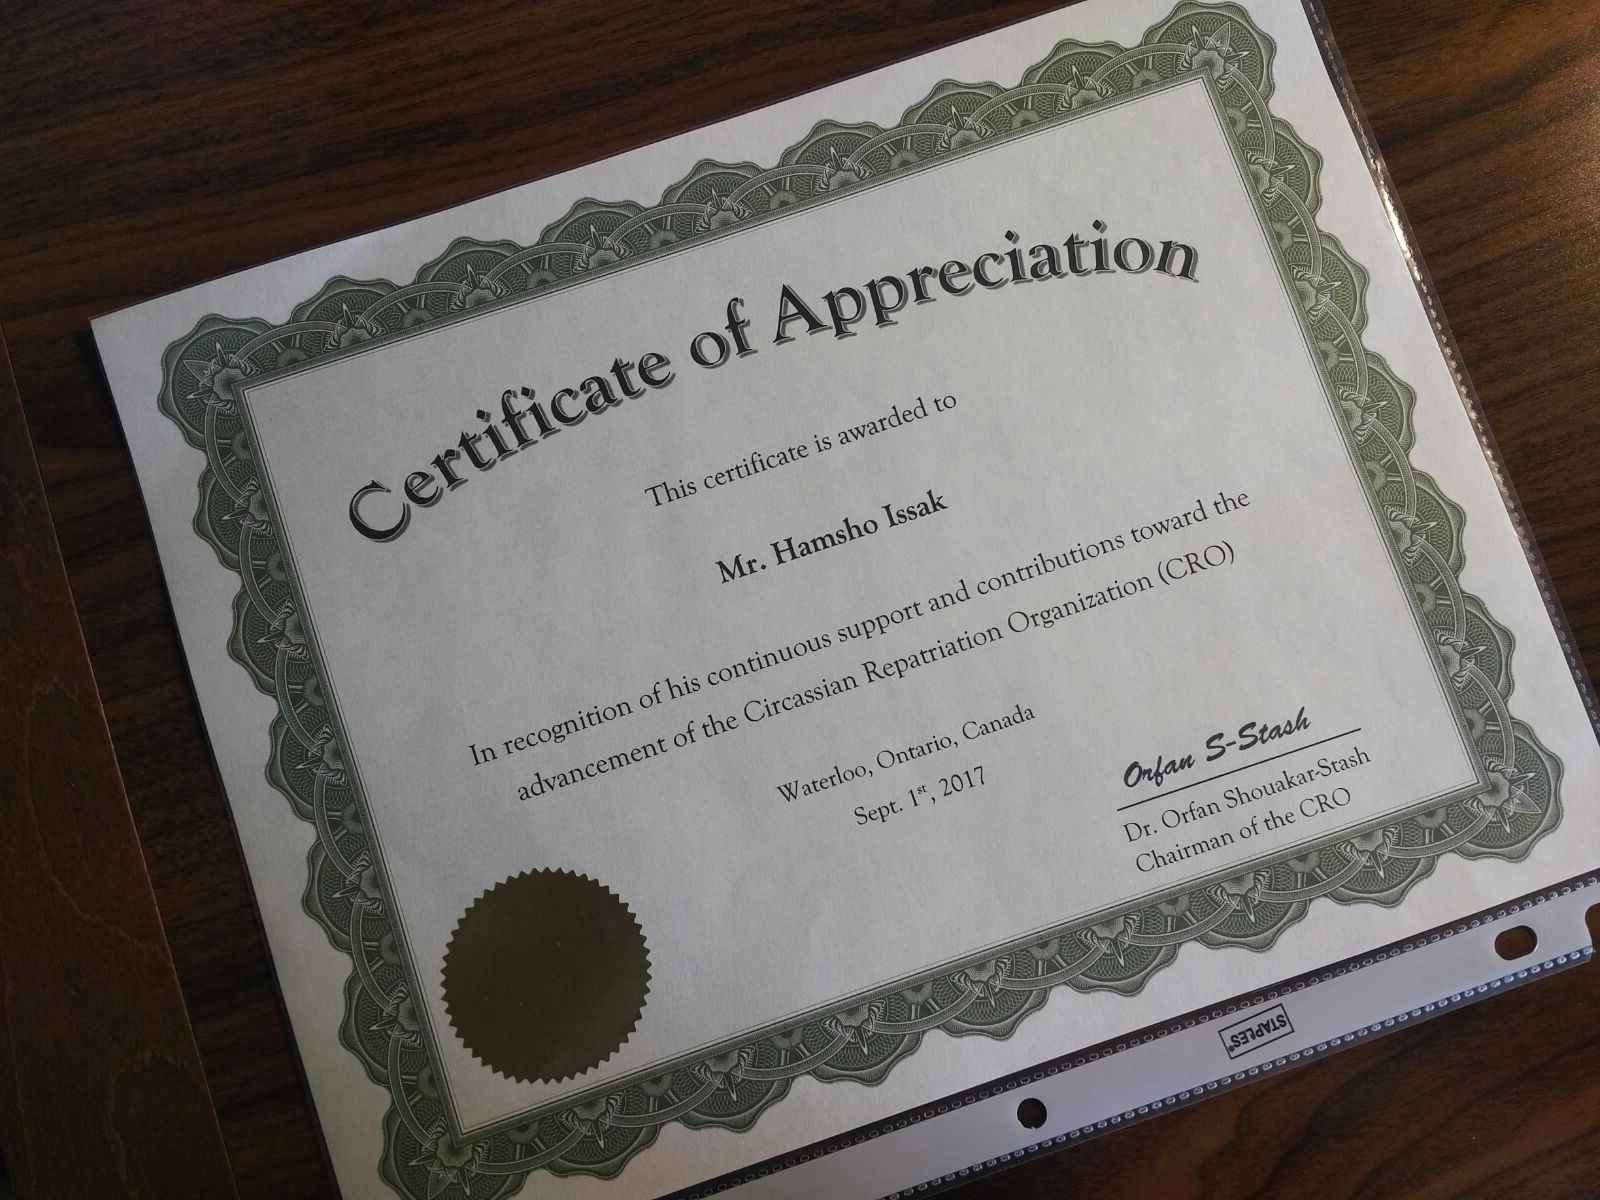 Certificate of Appreciation
This certificate is awarded to
Mr. Hamsho Issak
In recognition of his continuous support and contributions toward the
advancement of the Circassian Repatriation Organization (CRO)
Waterloo, Ontario, Canada
Sept. 1st, 2017
Orfan S-Stash
Dr. Orfan Shouakar-Stash
Chairman of the CRO
STAPLES®